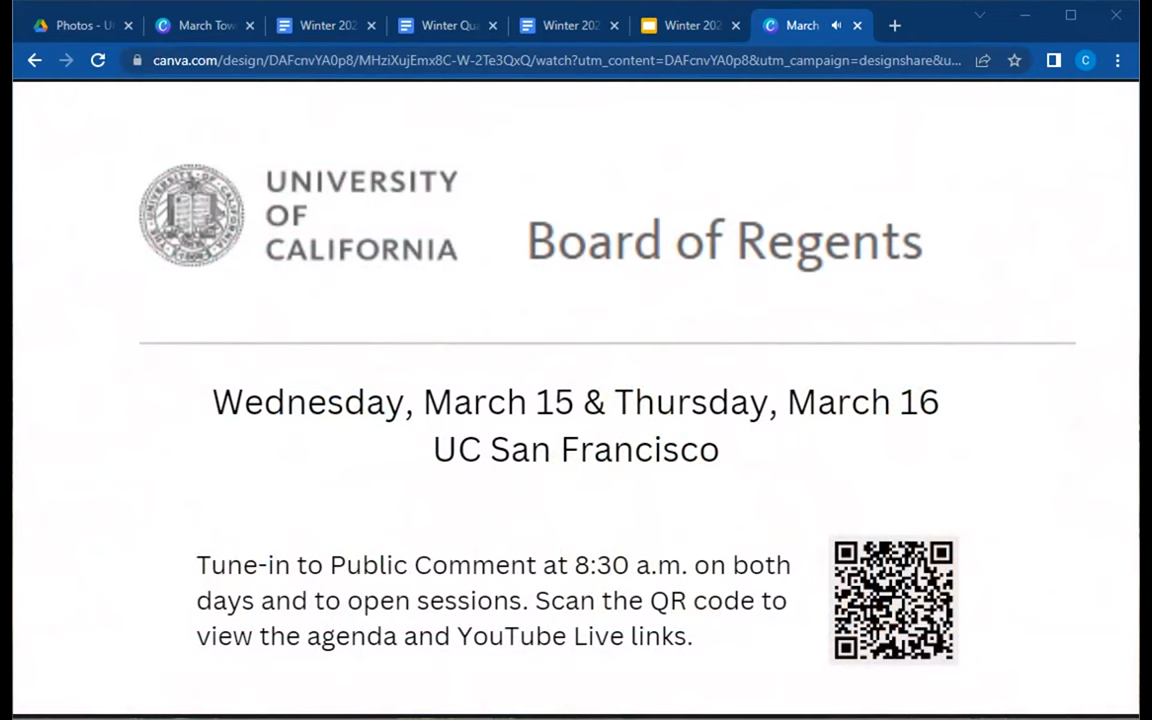 Photos - U
March Tow
Winter 202
Winter Qua
Winter 202
Winter 202
March
canva.com/design/DAFcnvYA0p8/MHziXujEmx8C-W-2Te3QxQ/watch?utm_content=DAFcnvYA0p8&utm_campaign=designshare&u...
C
UNIVERSITY
OF
CALIFORNIA
Board of Regents
Wednesday, March 15 & Thursday, March 16
UC San Francisco
Tune-in to Public Comment at 8:30 a.m. on both
days and to open sessions. Scan the QR code to
view the agenda and YouTube Live links.